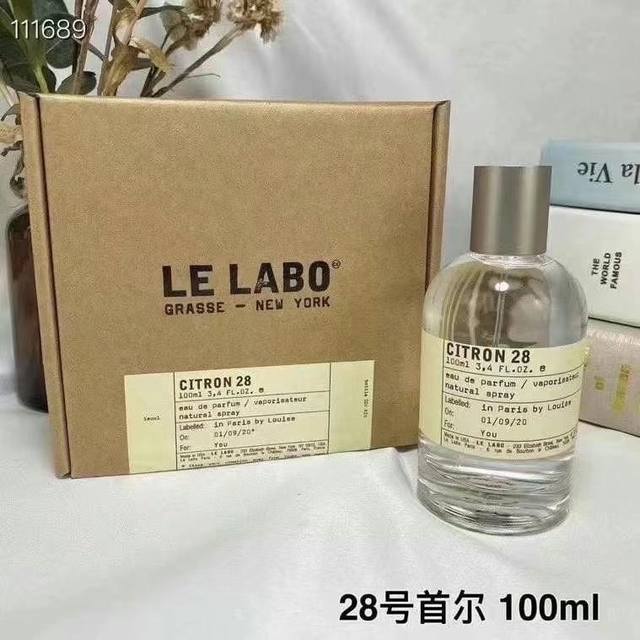 111689
LE LABO
GRASSE – NEW YORK
CITRON 28
100ml 3,4 FL.OZ. e
eau de parfum / vaporisateur
natural spray
Labelled: in Paris by Louise
On: 01/09/20*
For: You
CITRON 28
100ml 3,4 FL.OZ. e
eau de parfum / vaporisateur
natural spray
Labelled: in Paris by Louise
On: 01/09/20
For: You
la Vie
THE
WORLD
FAMOUS
28号首尔 100ml